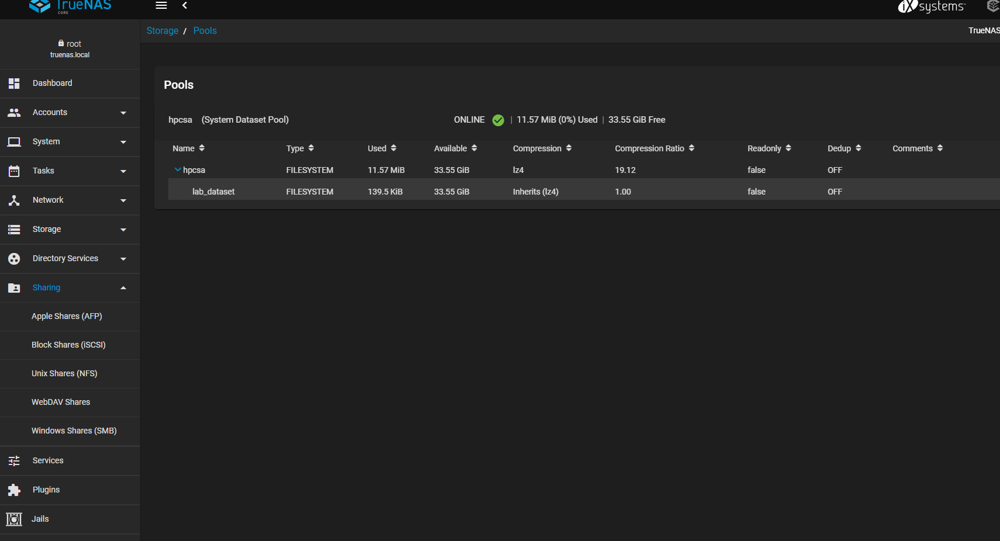 TrueNAS
CORE
iXsystems
Storage / Pools
TrueNAS
root
truenas.local
Dashboard
Accounts
System
Tasks
Network
Storage
Directory Services
Sharing
Apple Shares (AFP)
Block Shares (iSCSI)
Unix Shares (NFS)
WebDAV Shares
Windows Shares (SMB)
Services
Plugins
Jails
Pools
hpcsa (System Dataset Pool) ONLINE | 11.57 MiB (0%) Used | 33.55 GiB Free
Name Type Used Available Compression Compression Ratio Readonly Dedup Comments
hpcsa FILESYSTEM 11.57 MiB 33.55 GiB lz4 19.12 false OFF
lab_dataset FILESYSTEM 139.5 KiB 33.55 GiB Inherits (lz4) 1.00 false OFF